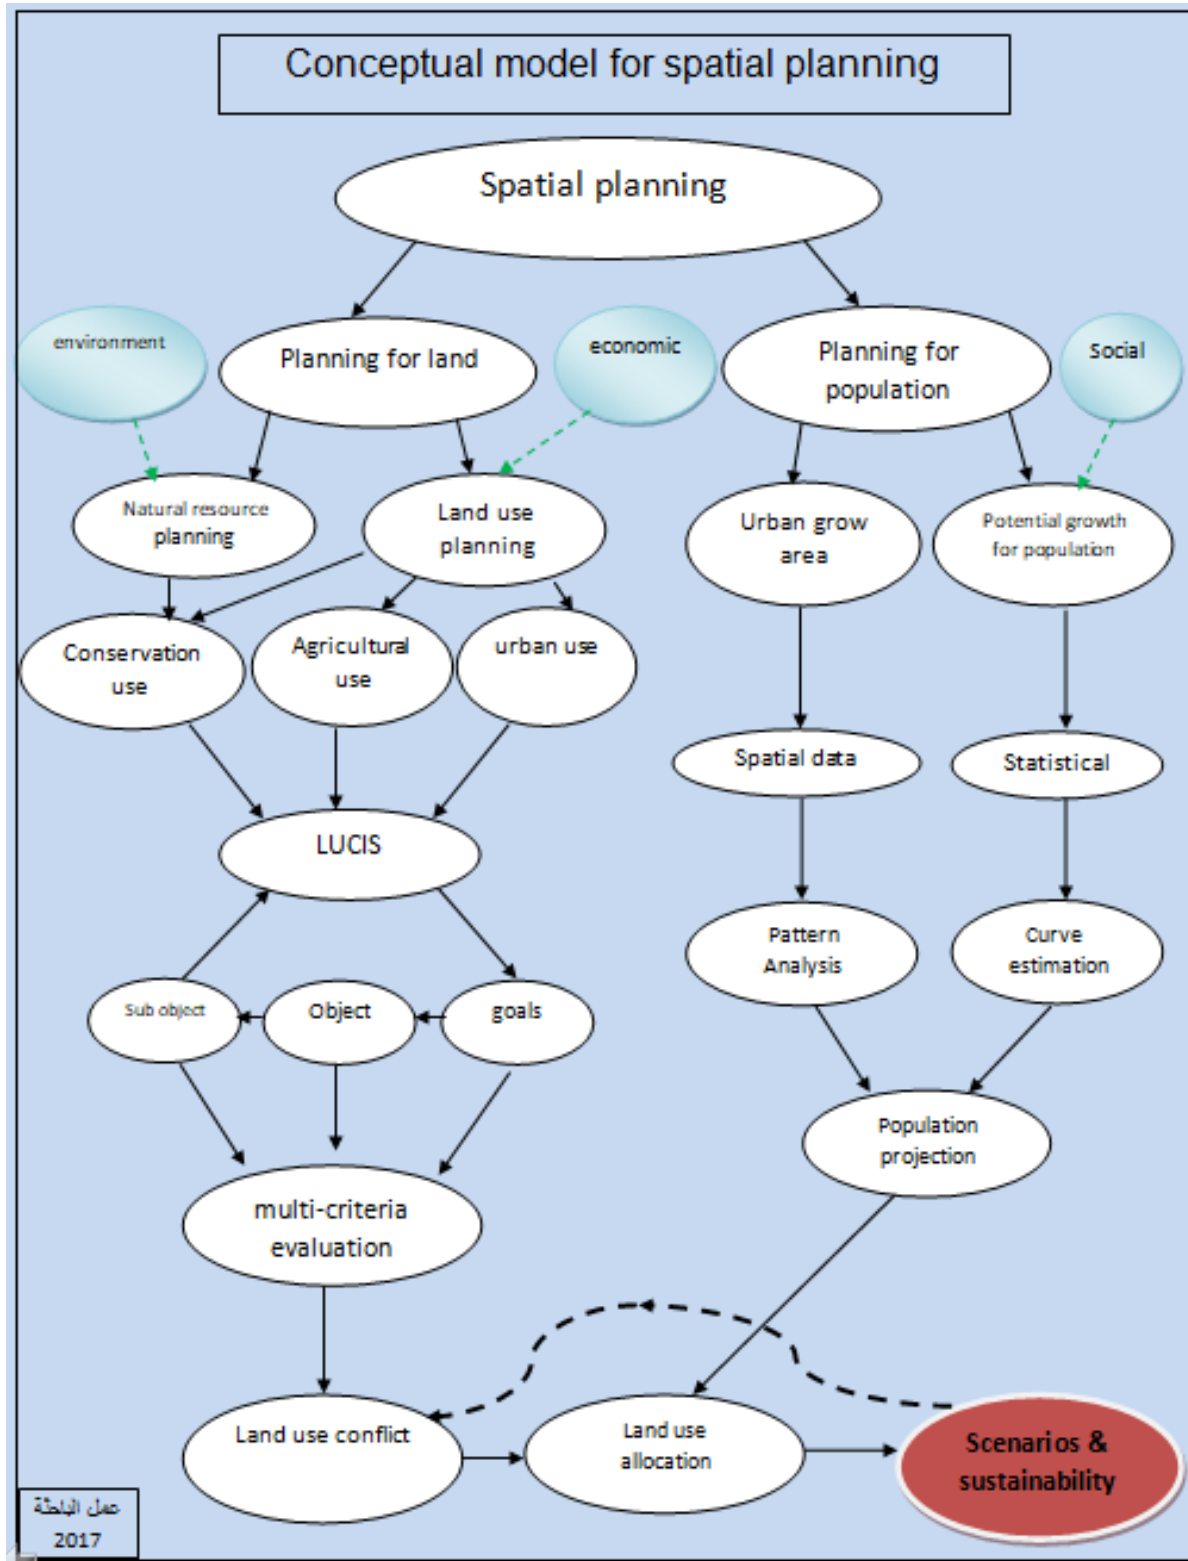 Conceptual model for spatial planning
Spatial planning
environment
Planning for land
economic
Planning for
population
Social
Natural resource
planning
Land use
planning
Urban grow
area
Potential growth
for population
Conservation
use
Agricultural
use
urban use
Spatial data
Statistical
LUCIS
Pattern
Analysis
Curve
estimation
Sub object
Object
goals
Population
projection
multi-criteria
evaluation
Land use conflict
Land use
allocation
Scenarios &
sustainability
عمل الباحثة
2017